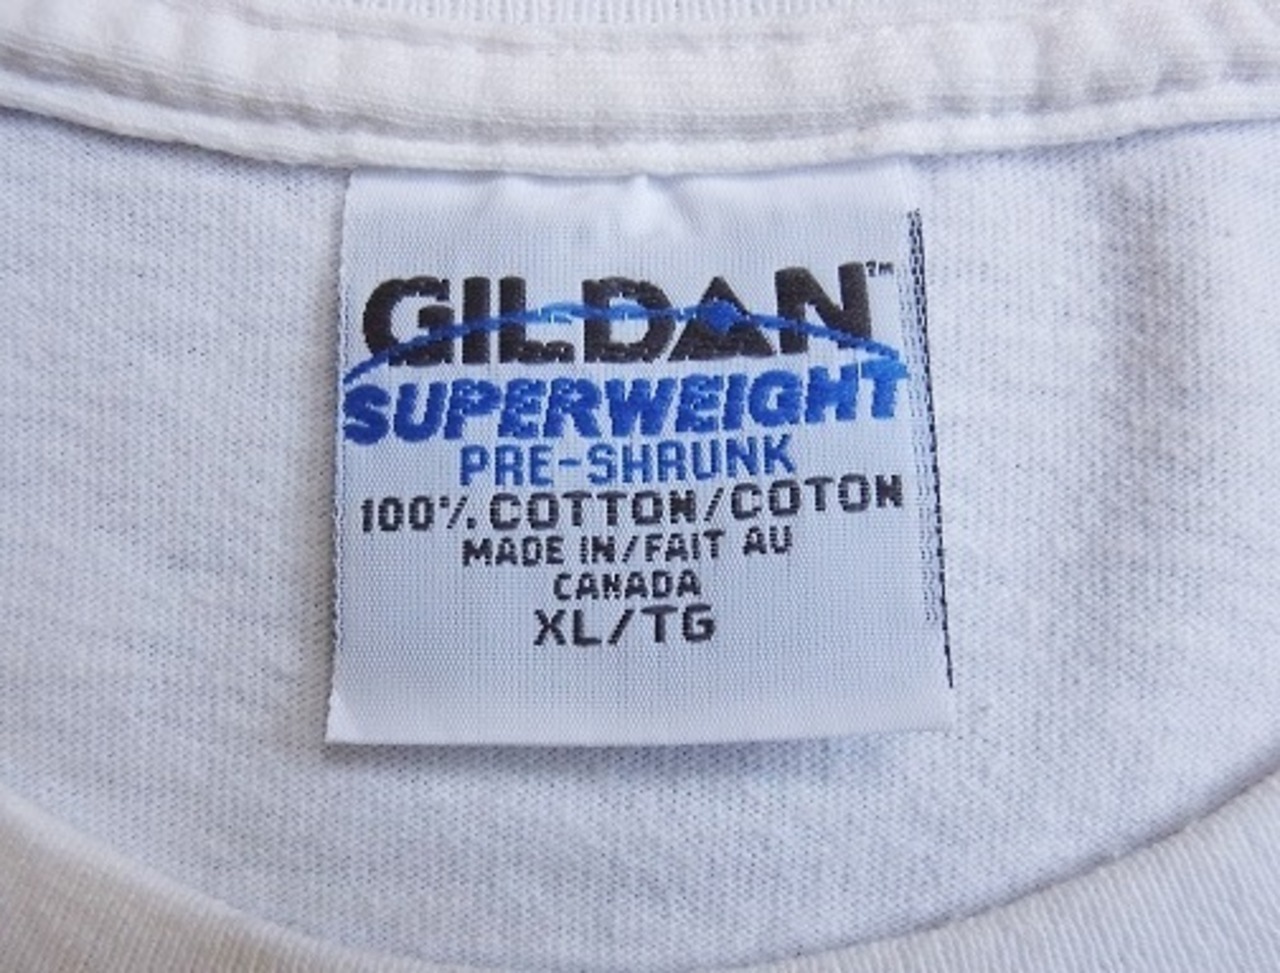 GILDAN™
SUPERWEIGHT
PRE-SHRUNK
100% COTTON/COTON
MADE IN/FAIT AU
CANADA
XL/TG